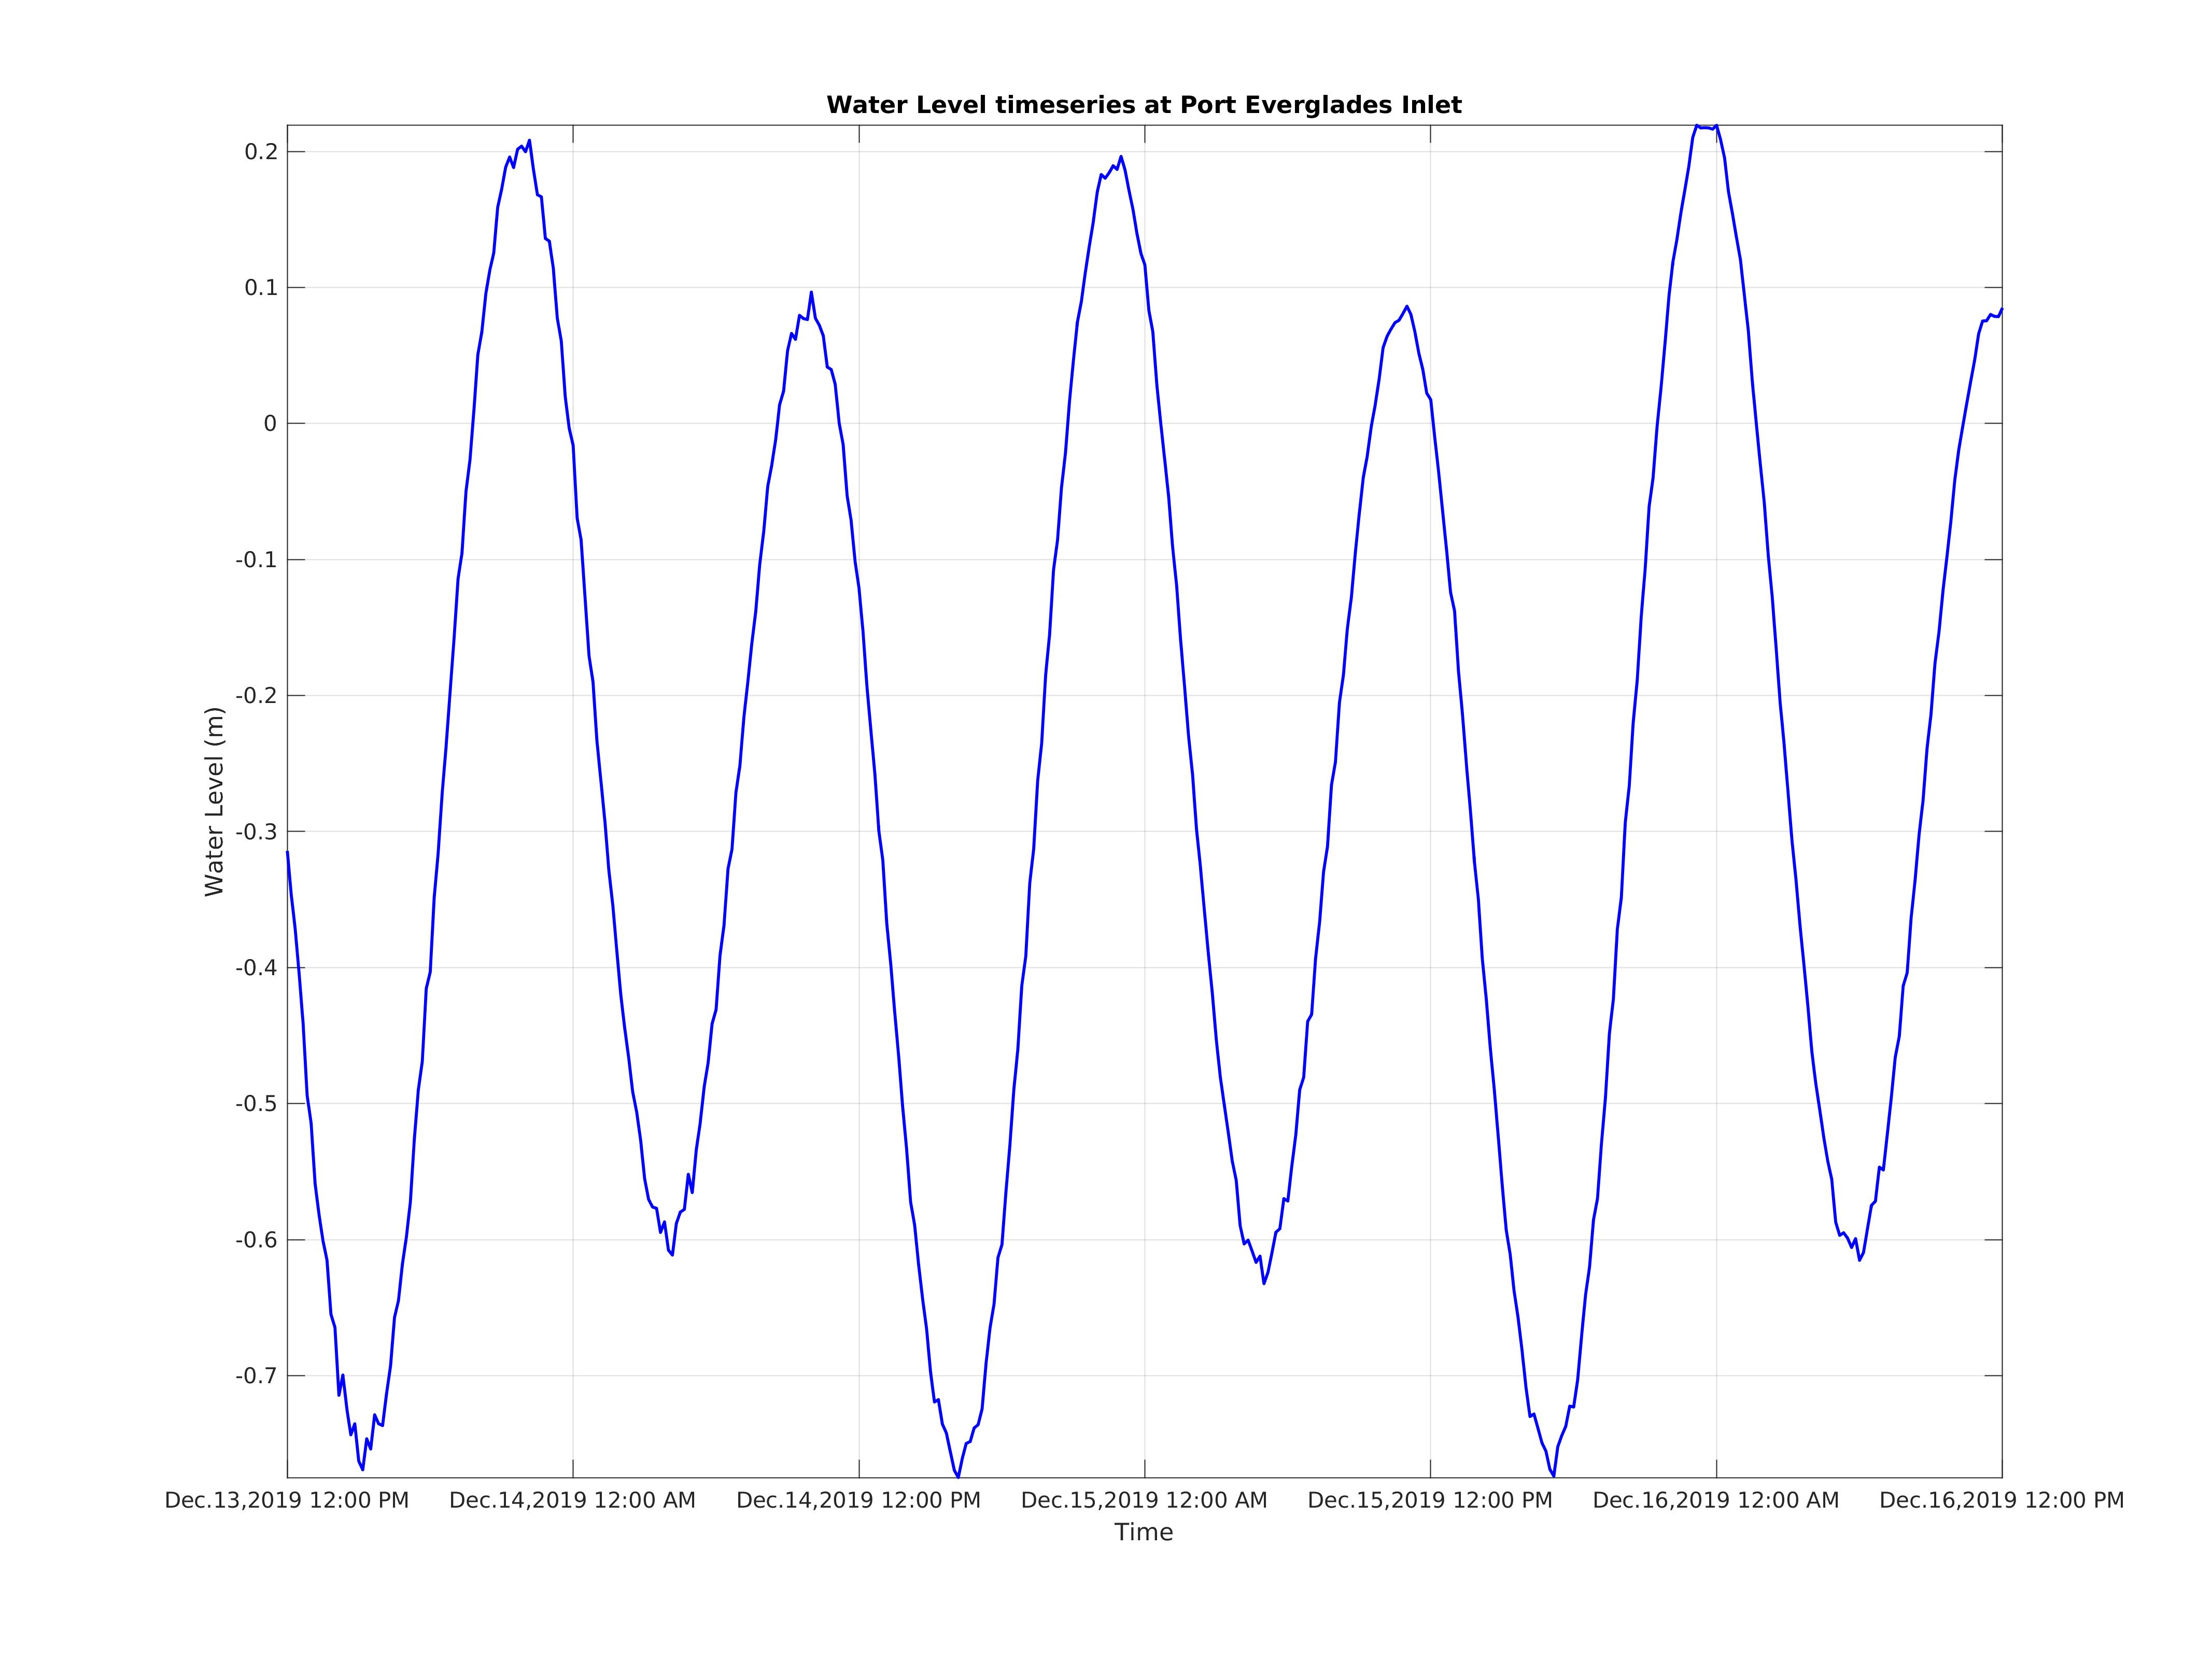 Water Level timeseries at Port Everglades Inlet
0.2
0.1
0
-0.1
-0.2
-0.3
-0.4
-0.5
-0.6
-0.7
Water Level (m)
Dec.13,2019 12:00 PM Dec.14,2019 12:00 AM Dec.14,2019 12:00 PM Dec.15,2019 12:00 AM Dec.15,2019 12:00 PM Dec.16,2019 12:00 AM Dec.16,2019 12:00 PM
Time